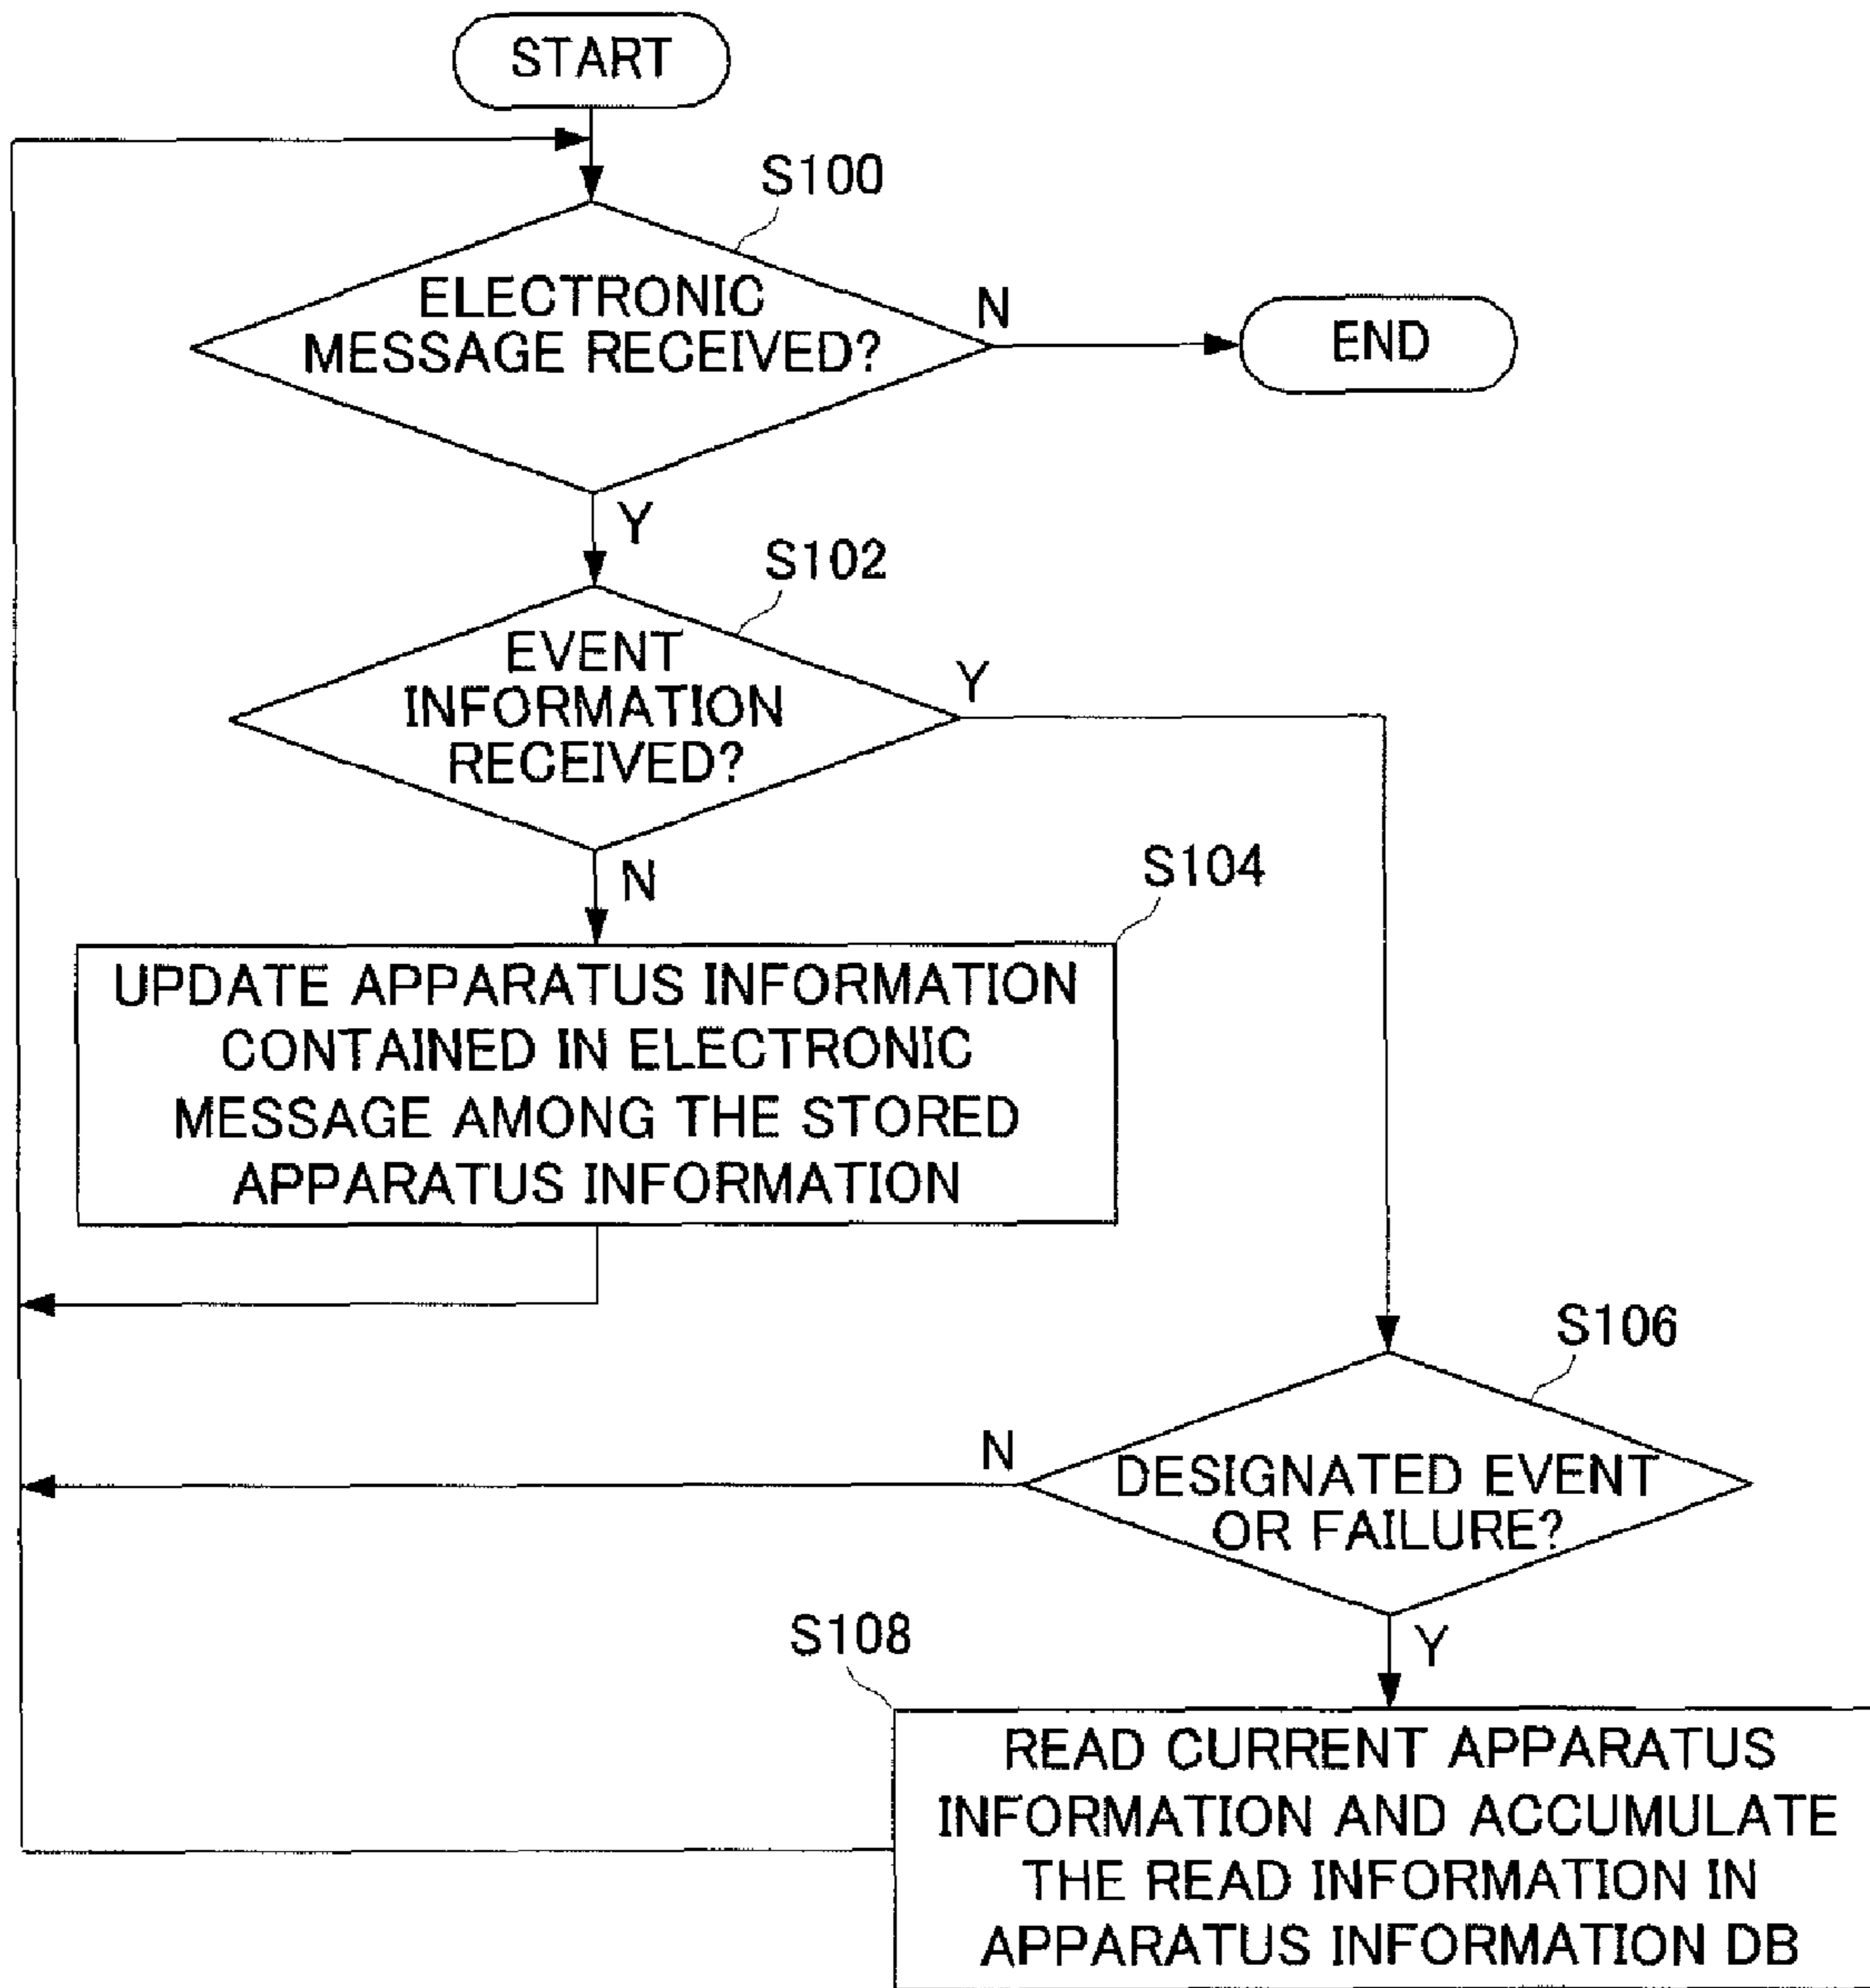 START
S100
ELECTRONIC
MESSAGE RECEIVED?
N
END
Y
S102
EVENT
INFORMATION
RECEIVED?
Y
N
S104
UPDATE APPARATUS INFORMATION
CONTAINED IN ELECTRONIC
MESSAGE AMONG THE STORED
APPARATUS INFORMATION
S106
N
DESIGNATED EVENT
OR FAILURE?
Y
S108
READ CURRENT APPARATUS
INFORMATION AND ACCUMULATE
THE READ INFORMATION IN
APPARATUS INFORMATION DB